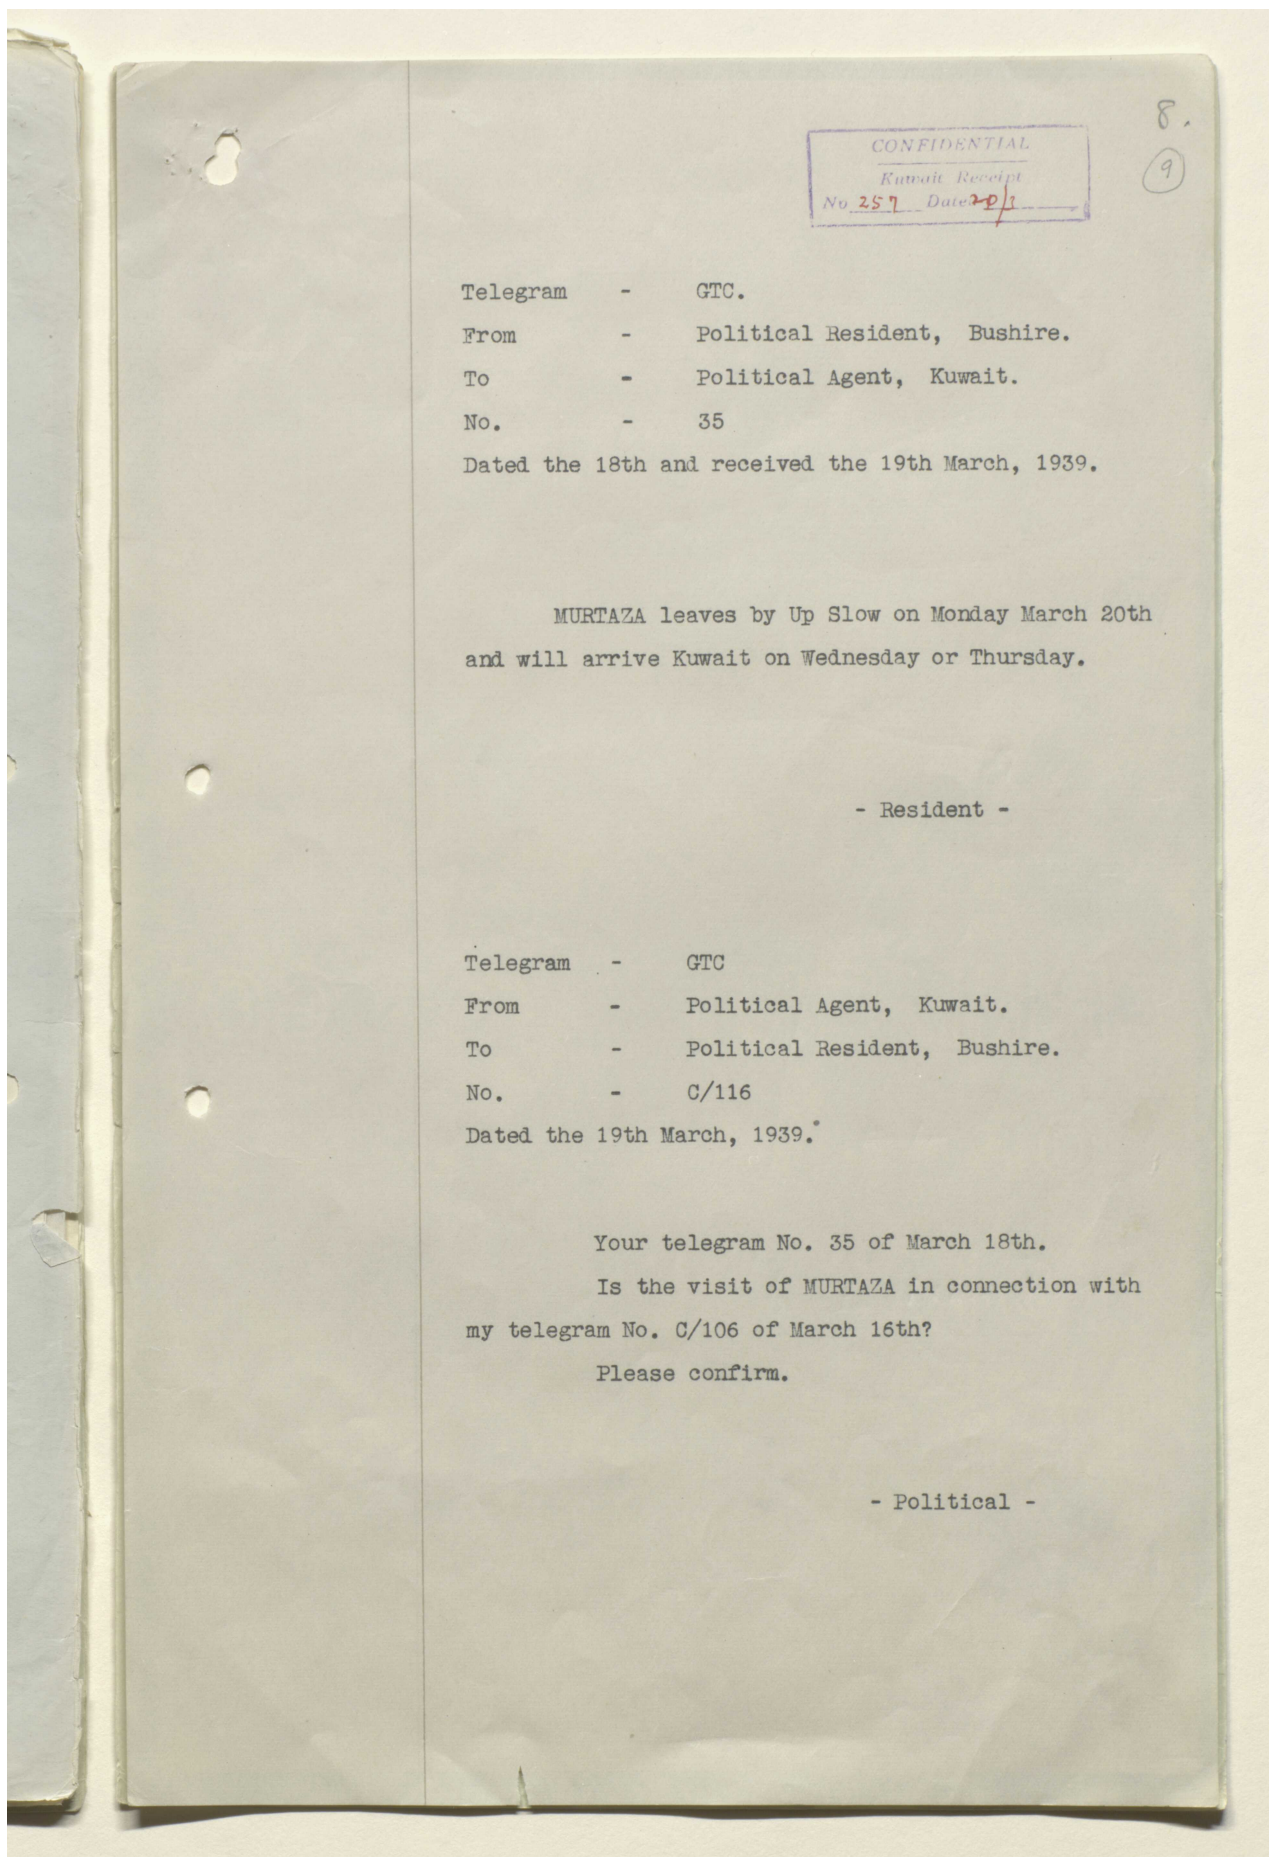 8.
9
CONFIDENTIAL
Kuwait Receipt
No 257 Date 20/3
Telegram - GTC.
From - Political Resident, Bushire.
To - Political Agent, Kuwait.
No. - 35
Dated the 18th and received the 19th March, 1939.
MURTAZA leaves by Up Slow on Monday March 20th
and will arrive Kuwait on Wednesday or Thursday.
- Resident -
Telegram - GTC
From - Political Agent, Kuwait.
To - Political Resident, Bushire.
No. - C/116
Dated the 19th March, 1939.
Your telegram No. 35 of March 18th.
Is the visit of MURTAZA in connection with
my telegram No. C/106 of March 16th?
Please confirm.
- Political -